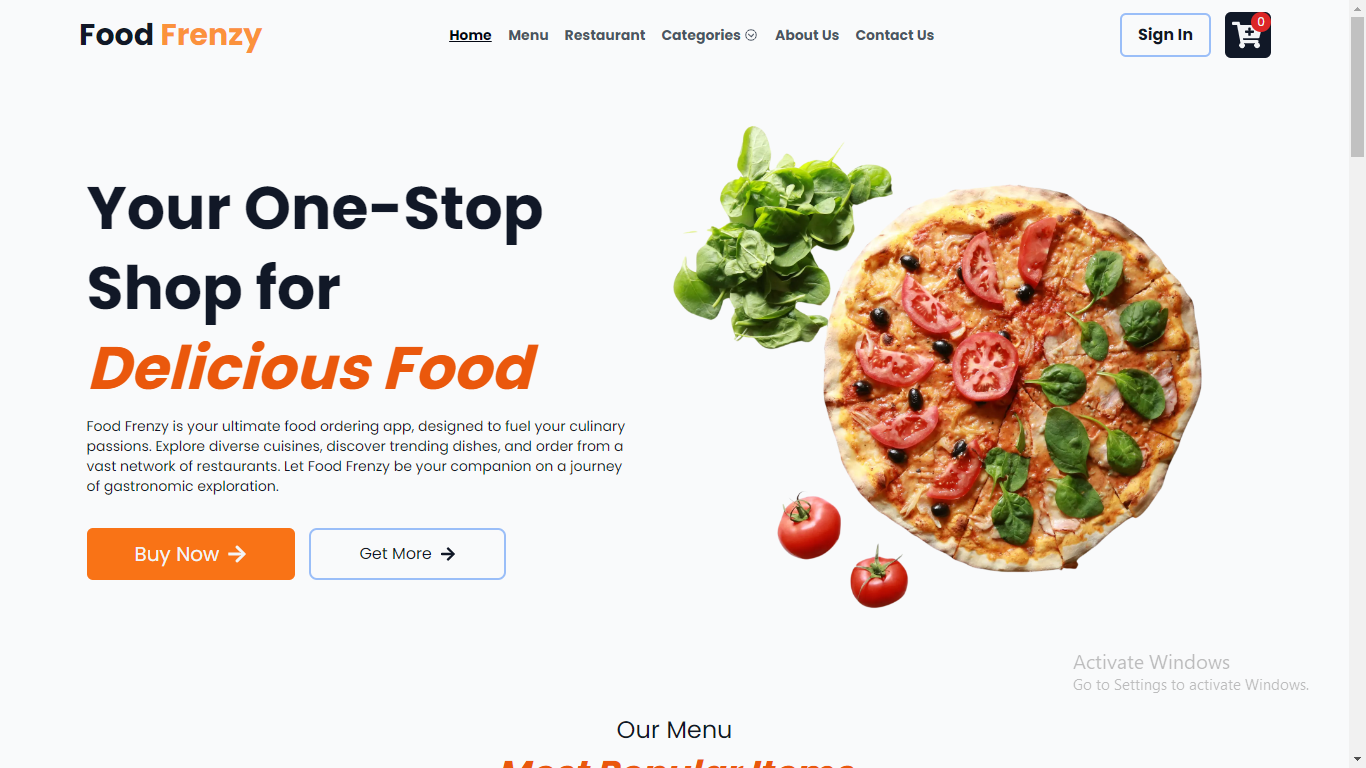 Food Frenzy
Home Menu Restaurant Categories About Us Contact Us
Sign In
0
Your One-Stop
Shop for
Delicious Food
Food Frenzy is your ultimate food ordering app, designed to fuel your culinary
passions. Explore diverse cuisines, discover trending dishes, and order from a
vast network of restaurants. Let Food Frenzy be your companion on a journey
of gastronomic exploration.
Buy Now
Get More
Activate Windows
Go to Settings to activate Windows.
Our Menu
Most Popular Items